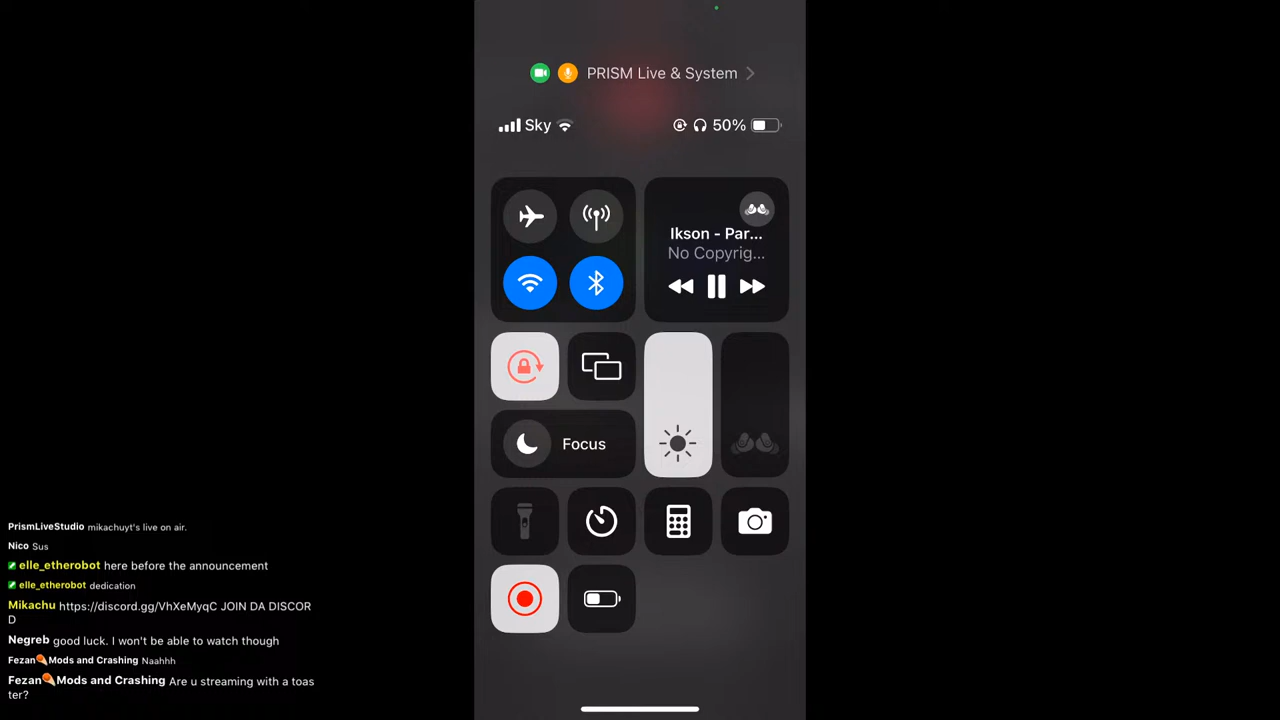 PRISM Live & System
Sky
50%
Ikson - Par...
No Copyrig...
Focus
PrismLiveStudio mikachuyt's live on air.
Nico Sus
elle_etherobot here before the announcement
elle_etherobot dedication
Mikachu https://discord.gg/VhXeMyqC JOIN DA DISCOR
D
Negreb good luck. I won't be able to watch though
Fezan🍠Mods and Crashing Naahhh
Fezan🍠Mods and Crashing Are u streaming with a toas
ter?